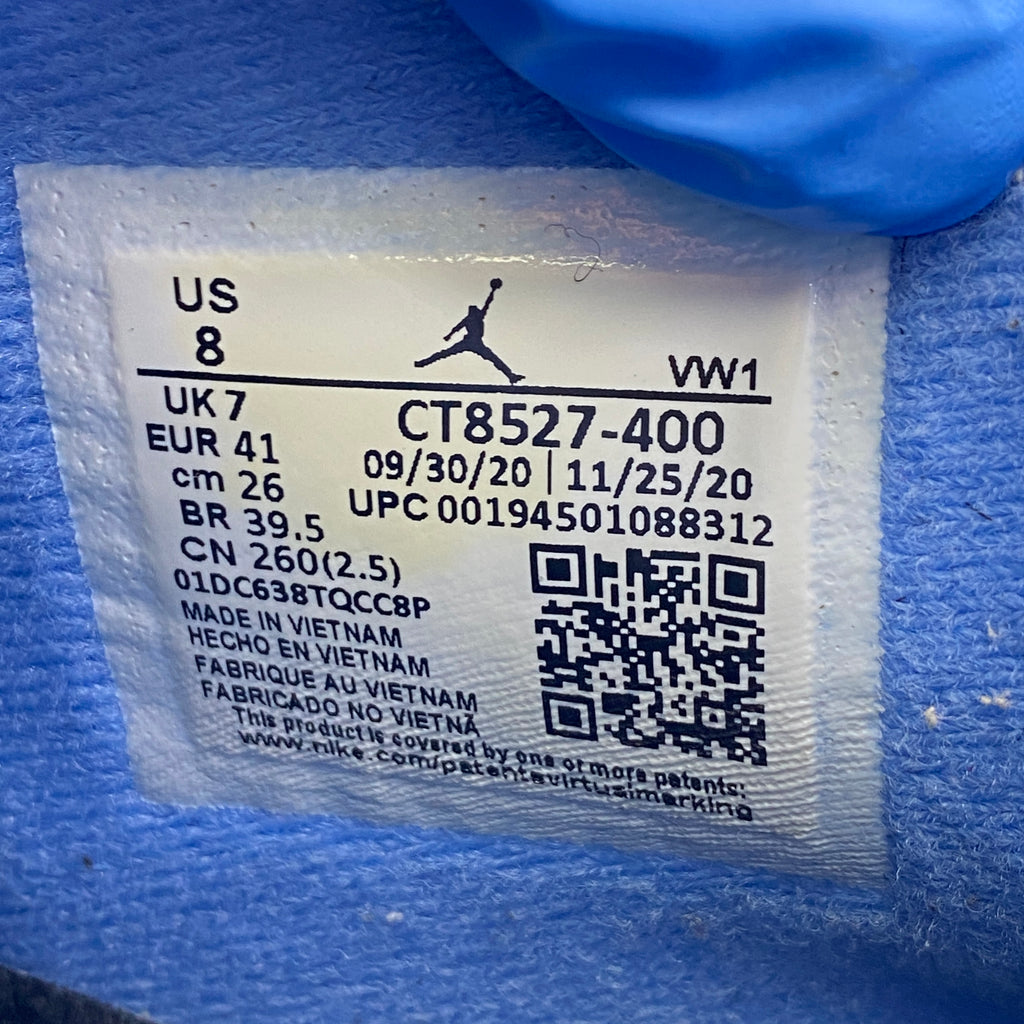 US
8
VW1
UK 7
CT8527-400
EUR 41
09/30/20 | 11/25/20
cm 26
UPC 00194501088312
BR 39.5
CN 260(2.5)
01DC638TQCC8P
MADE IN VIETNAM
HECHO EN VIETNAM
FABRIQUE AU VIETNAM
FABRICADO NO VIETNÃ
This product is covered by one or more patents:
www.nike.com/patentsvirtualmarking